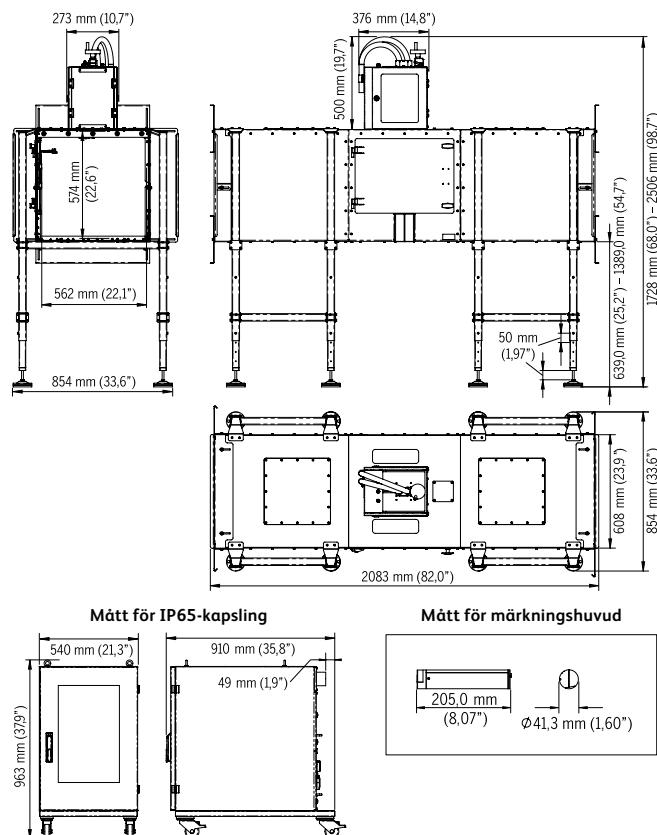 273 mm (10,7”)
376 mm (14,8”)
500 mm (19,7”)
574 mm
(22,6”)
562 mm (22,1”)
854 mm (33,6”)
50 mm
(1,97”)
639,0 mm (25,2”) – 1389,0 mm (54,7”)
1728 mm (68.0”) – 2506 mm (98.7”)
608 mm (23,9”)
854 mm (33.6”)
2083 mm (82,0”)
Mått för IP65-kapsling
540 mm (21,3”)
910 mm (35,8”)
49 mm (1,9”)
963 mm (37,9”)
Mått för märkningshuvud
205,0 mm
(8,07”)
Ø41,3 mm (1,60”)